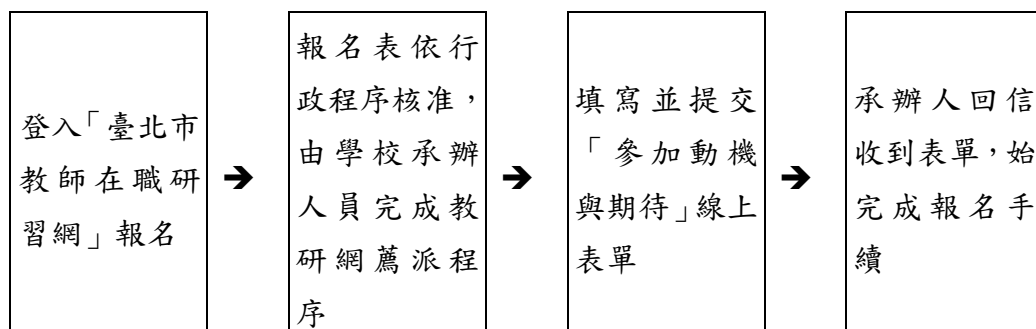 登入「臺北市
教師在職研
習網」報名
➔
報名表依行
政程序核准，
由學校承辦
人員完成教
研網薦派程
序
➔
填寫並提交
「參加動機
與期待」線上
表單
➔
承辦人回信
收到表單，始
完成報名手
續